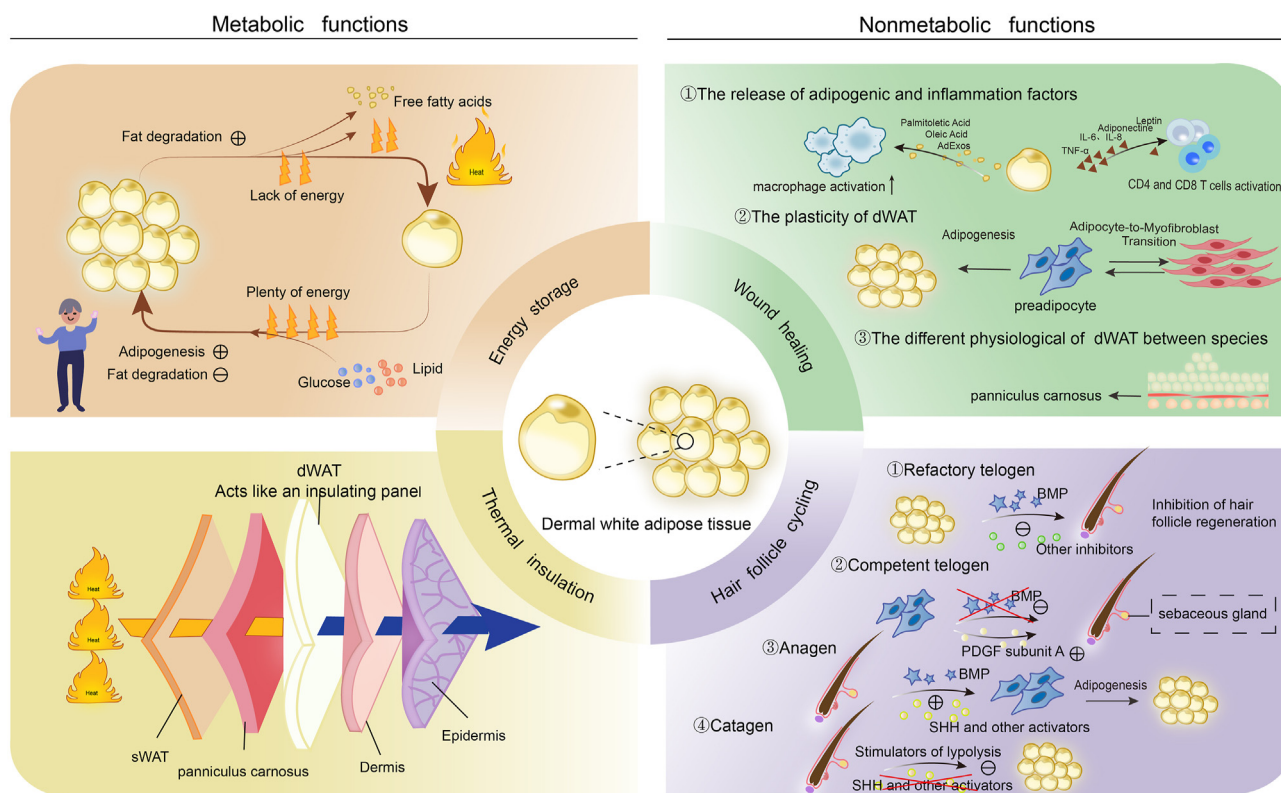 Metabolic functions
Nonmetabolic functions
Free fatty acids
Fat degradation ⊕
Heat
Lack of energy
Plenty of energy
Adipogenesis ⊕
Fat degradation ⊖
Glucose
Lipid
Energy storage
①The release of adipogenic and inflammation factors
Palmitoletic Acid
Oleic Acid
AdExos
macrophage activation
Leptin
Adiponectine
IL-6、IL-8
TNF-α
CD4 and CD8 T cells activation
②The plasticity of dWAT
Adipogenesis
preadipocyte
Adipocyte-to-Myofibroblast
Transition
③The different physiological of dWAT between species
panniculus carnosus
Wound healing
Dermal white adipose tissue
Thermal insulation
dWAT
Acts like an insulating panel
Heat
Heat
Heat
sWAT
panniculus carnosus
Dermis
Epidermis
Hair follicle cycling
①Refactory telogen
BMP
⊖
Other inhibitors
Inhibition of hair
follicle regeneration
②Competent telogen
BMP
⊖
PDGF subunit A ⊕
sebaceous gland
③Anagen
BMP
⊕
SHH and other activators
Adipogenesis
④Catagen
Stimulators of lypolysis
⊖
SHH and other activators